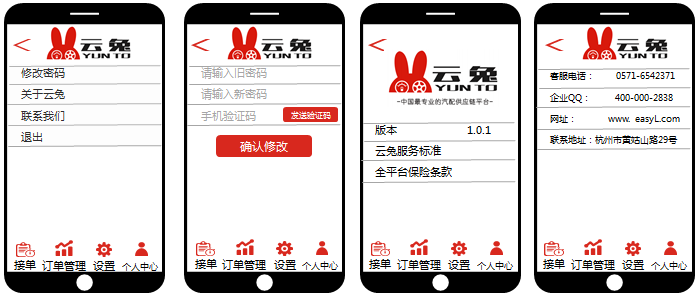 云兔
YUN TO
修改密码
关于云兔
联系我们
退出
接单 订单管理 设置 个人中心
云兔
YUN TO
请输入旧密码
请输入新密码
手机验证码 发送验证码
确认修改
接单 订单管理 设置 个人中心
云兔
YUN TO
~中国最专业的汽配供应链平台~
版本 1.0.1
云兔服务标准
全平台保险条款
接单 订单管理 设置 个人中心
云兔
YUN TO
客服电话： 0571-6542371
企业QQ： 400-000-2838
网址： www. easyL.com
联系地址：杭州市黄姑山路29号
接单 订单管理 设置 个人中心